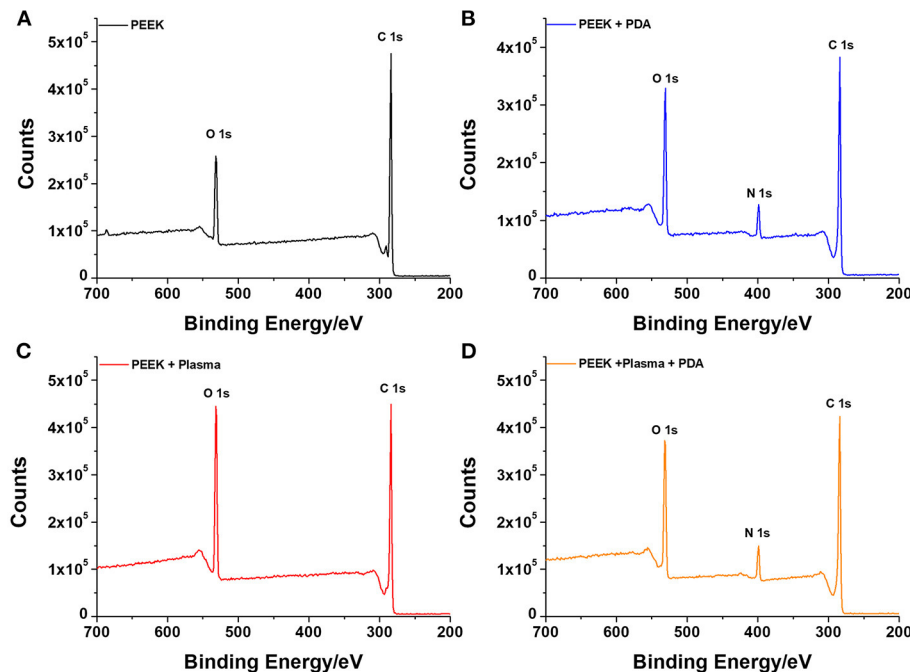 A
PEEK
C 1s
O 1s
5x10^5
4x10^5
3x10^5
2x10^5
1x10^5
0
Counts
700 600 500 400 300 200
Binding Energy/eV
B
PEEK + PDA
C 1s
O 1s
N 1s
4x10^5
3x10^5
2x10^5
1x10^5
0
Counts
700 600 500 400 300 200
Binding Energy/eV
C
PEEK + Plasma
O 1s
C 1s
5x10^5
4x10^5
3x10^5
2x10^5
1x10^5
0
Counts
700 600 500 400 300 200
Binding Energy/eV
D
PEEK +Plasma + PDA
C 1s
O 1s
N 1s
5x10^5
4x10^5
3x10^5
2x10^5
1x10^5
0
Counts
700 600 500 400 300 200
Binding Energy/eV